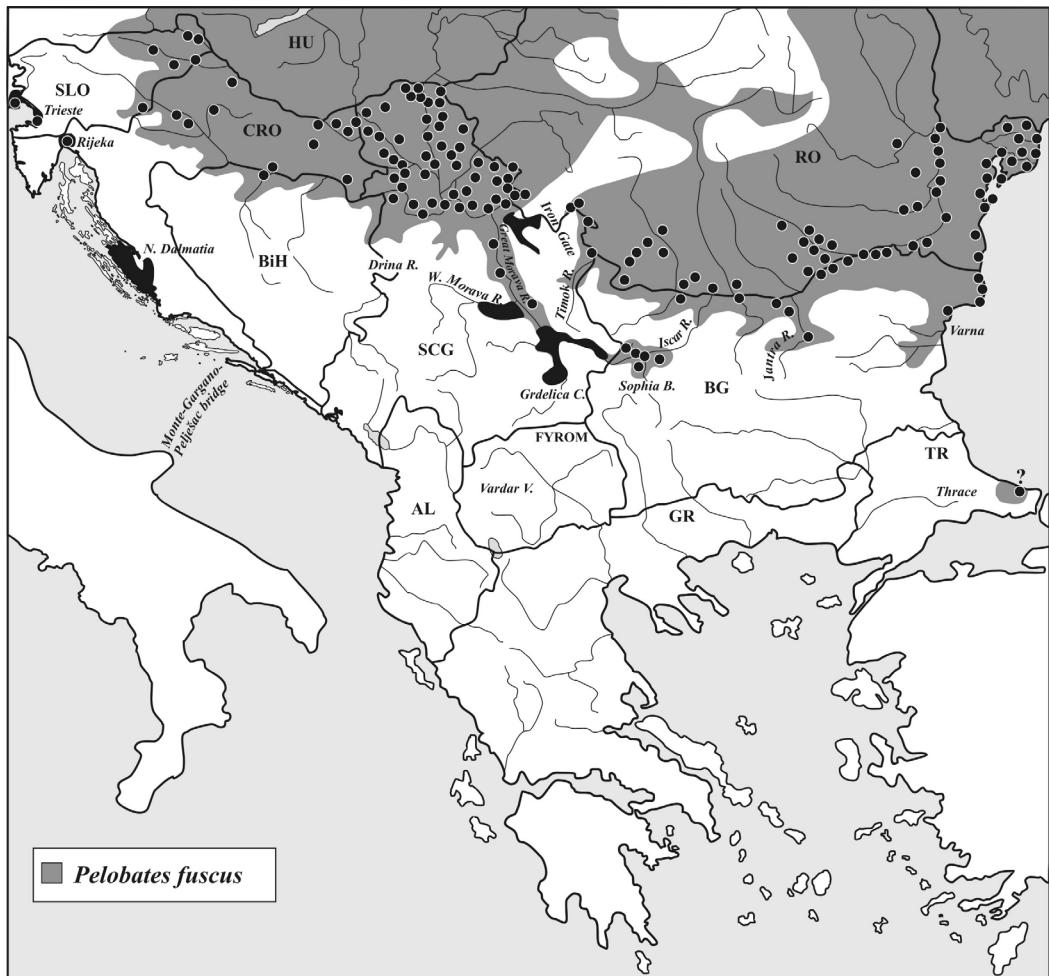 HU
SLO
Trieste
CRO
RO
Rijeka
Iron
Gate
N. Dalmatia
BiH
Drina R.
Great Morava R.
W. Morava R.
Timok R.
SCG
Iscar R.
Jantra R.
Varna
Grdelica C.
Sophia B.
BG
Monte-Gargano-
Pelješac bridge
FYROM
TR
?
Vardar V.
Thrace
AL
GR
Pelobates fuscus